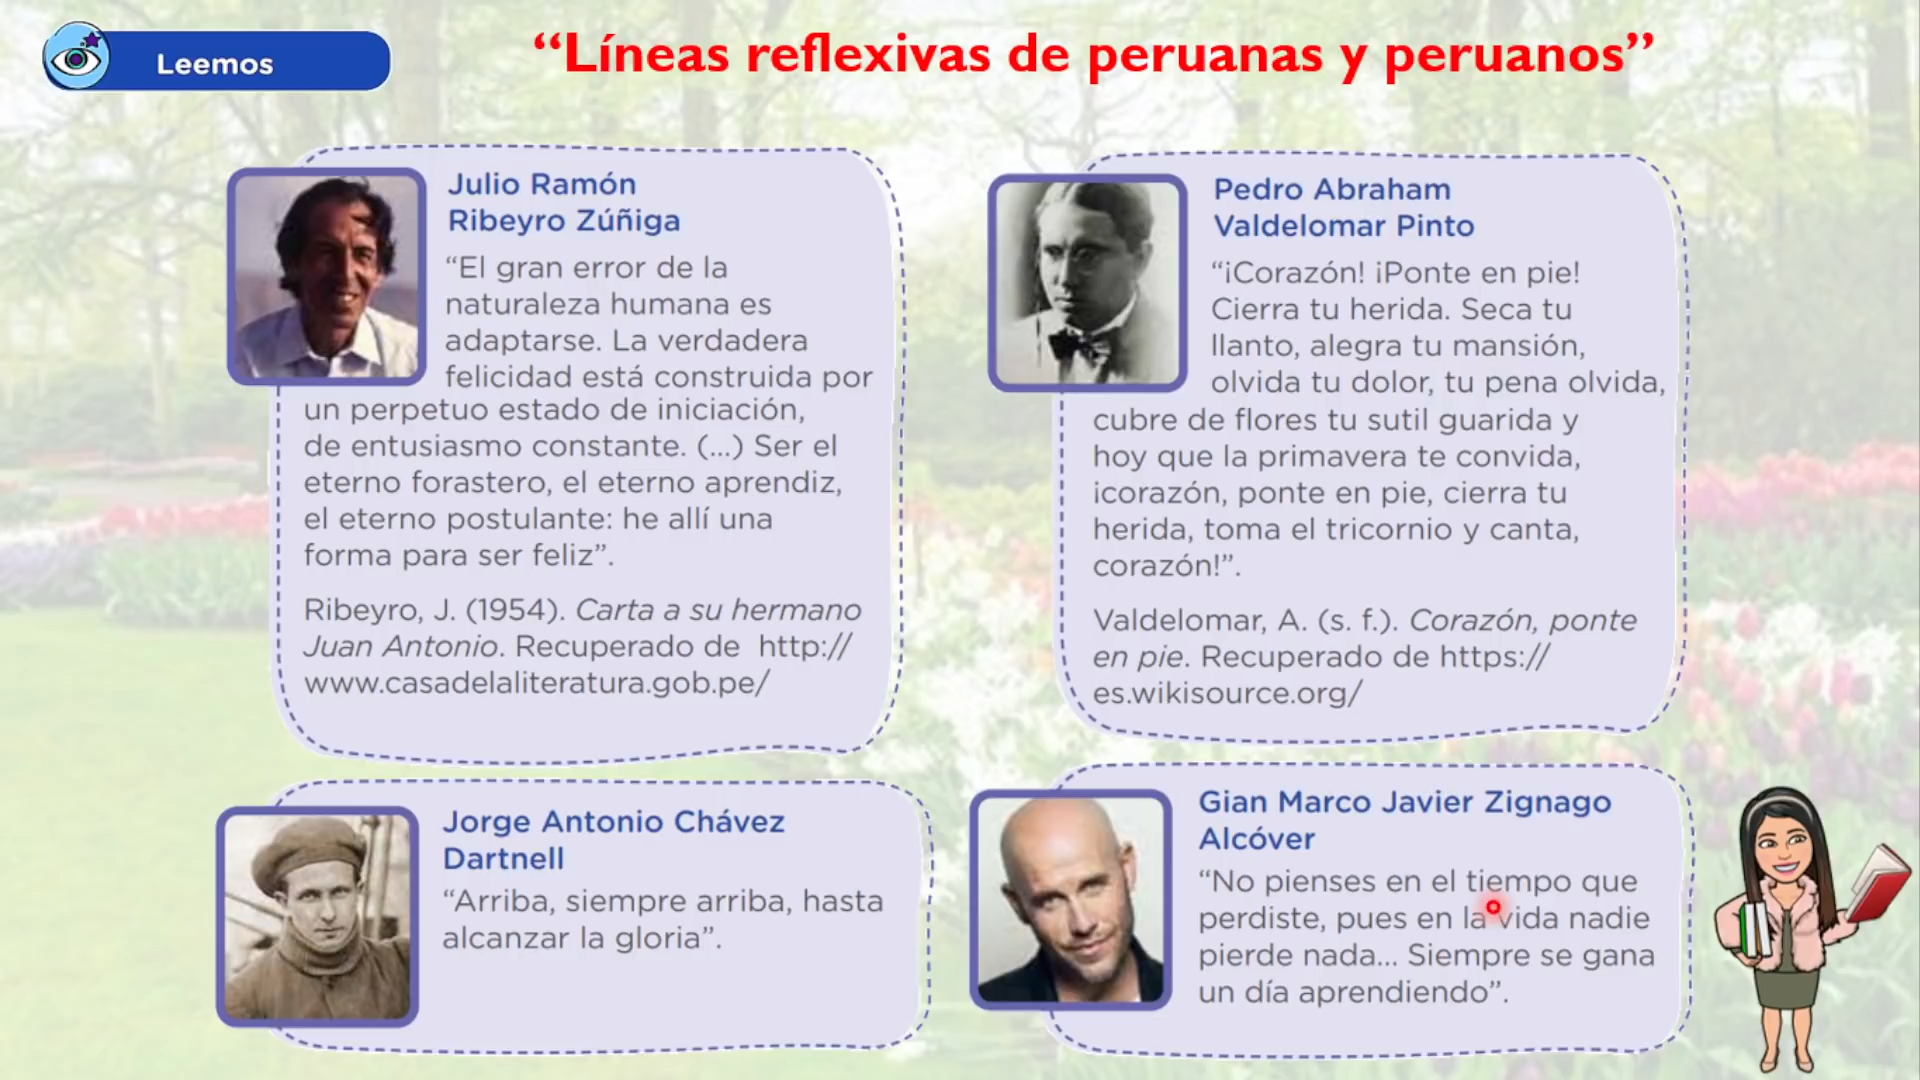 Leemos
“Líneas reflexivas de peruanas y peruanos”
Julio Ramón
Ribeyro Zúñiga
“El gran error de la
naturaleza humana es
adaptarse. La verdadera
felicidad está construida por
un perpetuo estado de iniciación,
de entusiasmo constante. (...) Ser el
eterno forastero, el eterno aprendiz,
el eterno postulante: he allí una
forma para ser feliz”.
Ribeyro, J. (1954). Carta a su hermano
Juan Antonio. Recuperado de http://
www.casadelaliteratura.gob.pe/
Pedro Abraham
Valdelomar Pinto
“¡Corazón! ¡Ponte en pie!
Cierra tu herida. Seca tu
llanto, alegra tu mansión,
olvida tu dolor, tu pena olvida,
cubre de flores tu sutil guarida y
hoy que la primavera te convida,
¡corazón, ponte en pie, cierra tu
herida, toma el tricornio y canta,
corazón!”.
Valdelomar, A. (s. f.). Corazón, ponte
en pie. Recuperado de https://
es.wikisource.org/
Jorge Antonio Chávez
Dartnell
“Arriba, siempre arriba, hasta
alcanzar la gloria”.
Gian Marco Javier Zignago
Alcóver
“No pienses en el tiempo que
perdiste, pues en la vida nadie
pierde nada... Siempre se gana
un día aprendiendo”.